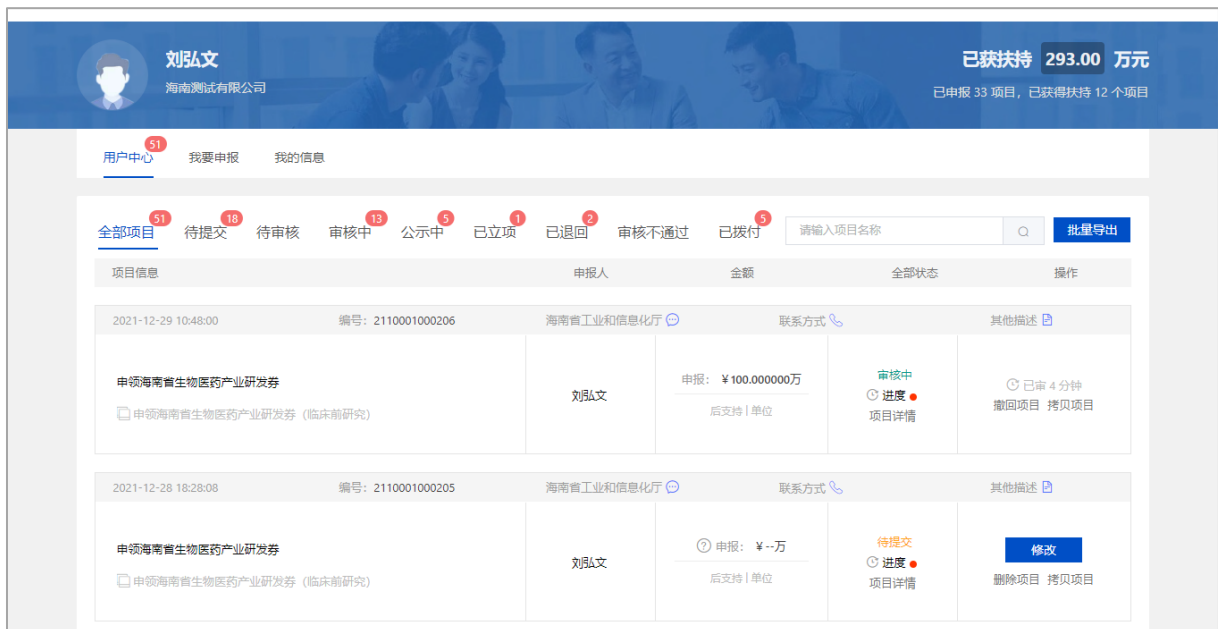 刘弘文
海南测试有限公司
已获扶持 293.00 万元
已申报 33 项目，已获得扶持 12 个项目
用户中心 51 我要申报 我的信息
全部项目 51 待提交 18 待审核 审核中 13 公示中 5 已立项 1 已退回 2 审核不通过 已拨付 5 请输入项目名称 批量导出
项目信息 申报人 金额 全部状态 操作
2021-12-29 10:48:00 编号：2110001000206 海南省工业和信息化厅 联系方式 其他描述
申领海南省生物医药产业研发券
申领海南省生物医药产业研发券（临床前研究）
刘弘文
申报：￥100.000000万
后支持 | 单位
审核中
进度
项目详情
已审 4 分钟
撤回项目 拷贝项目
2021-12-28 18:28:08 编号：2110001000205 海南省工业和信息化厅 联系方式 其他描述
申领海南省生物医药产业研发券
申领海南省生物医药产业研发券（临床前研究）
刘弘文
? 申报：￥--万
后支持 | 单位
待提交
进度
项目详情
修改
删除项目 拷贝项目